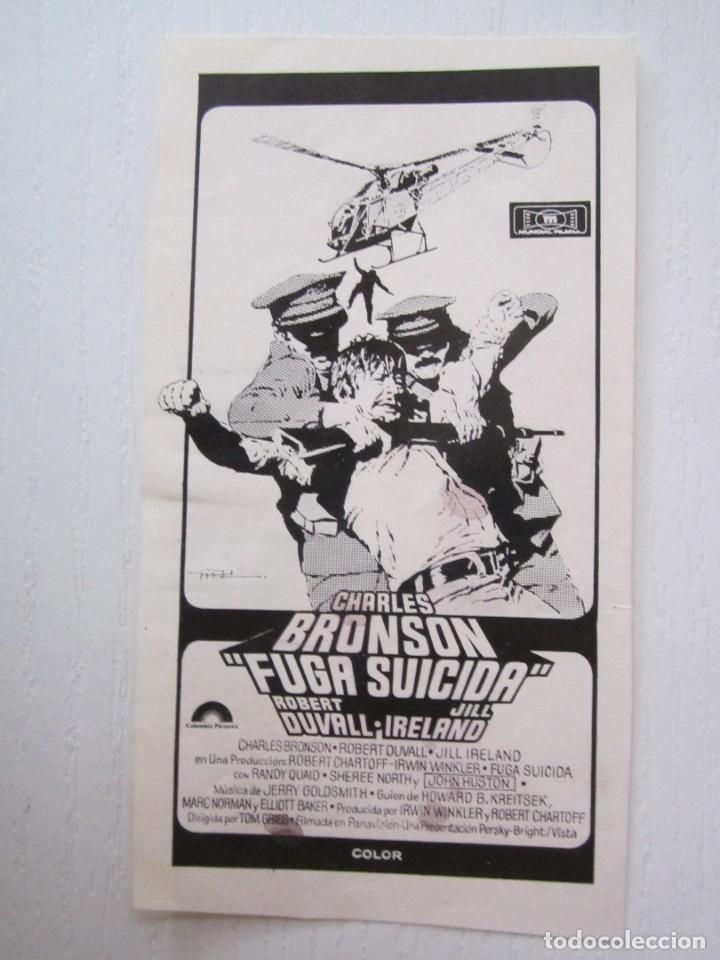 m
MUNDIAL FILMS
CHARLES
BRONSON
"FUGA SUICIDA"
ROBERT JILL
DUVALL · IRELAND
Columbia Pictures
CHARLES BRONSON · ROBERT DUVALL · JILL IRELAND
en Una Producción: ROBERT CHARTOFF-IRWIN WINKLER · FUGA SUICIDA
con RANDY QUAID · SHEREE NORTH y JOHN HUSTON ·
Música de JERRY GOLDSMITH · Guion de HOWARD B. KREITSEK,
MARC NORMAN y ELLIOTT BAKER · Producida por IRWIN WINKLER y ROBERT CHARTOFF
Dirigida por TOM GRIES · Filmada en Panavisión-Una Presentación Persky-Bright/Vista
COLOR
todocoleccion